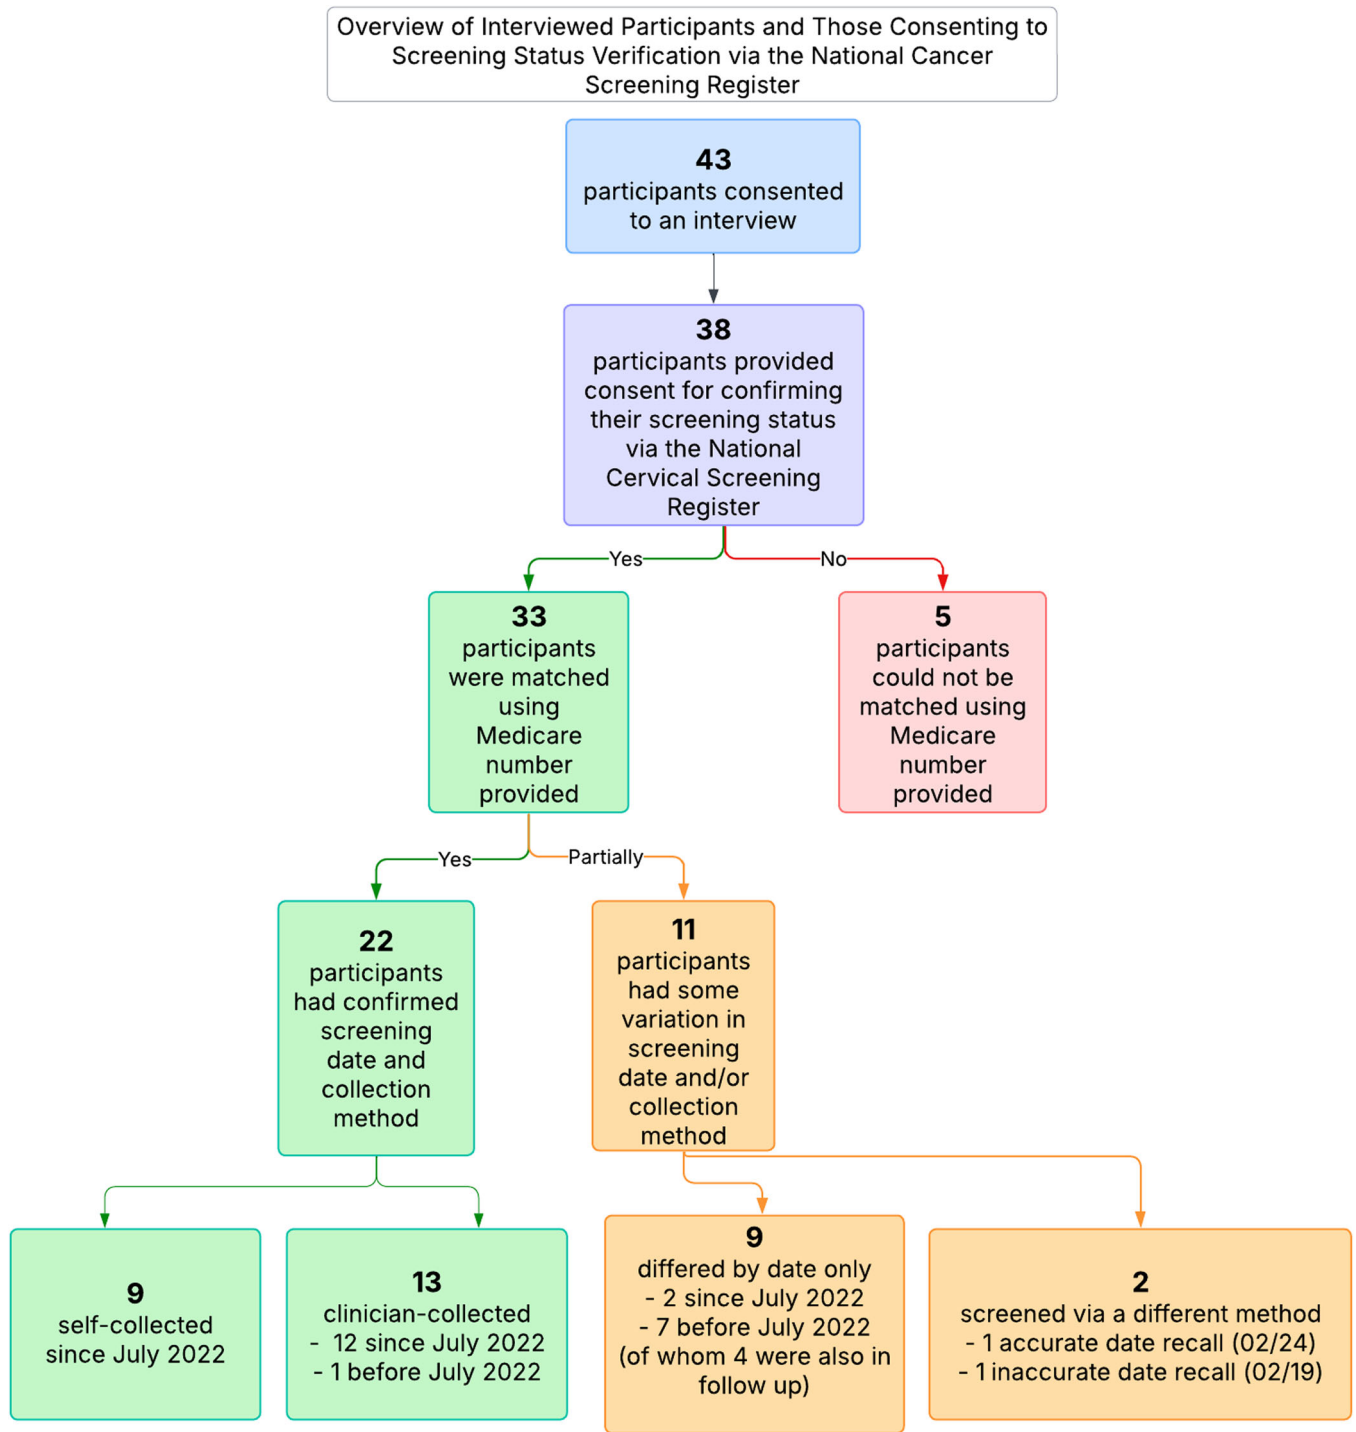 Overview of Interviewed Participants and Those Consenting to
Screening Status Verification via the National Cancer
Screening Register
43
participants consented
to an interview
38
participants provided
consent for confirming
their screening status
via the National
Cervical Screening
Register
Yes
No
33
participants
were matched
using
Medicare
number
provided
5
participants
could not be
matched using
Medicare
number
provided
Yes
Partially
22
participants
had confirmed
screening
date and
collection
method
11
participants
had some
variation in
screening
date and/or
collection
method
9
self-collected
since July 2022
13
clinician-collected
- 12 since July 2022
- 1 before July 2022
9
differed by date only
- 2 since July 2022
- 7 before July 2022
(of whom 4 were also in
follow up)
2
screened via a different method
- 1 accurate date recall (02/24)
- 1 inaccurate date recall (02/19)